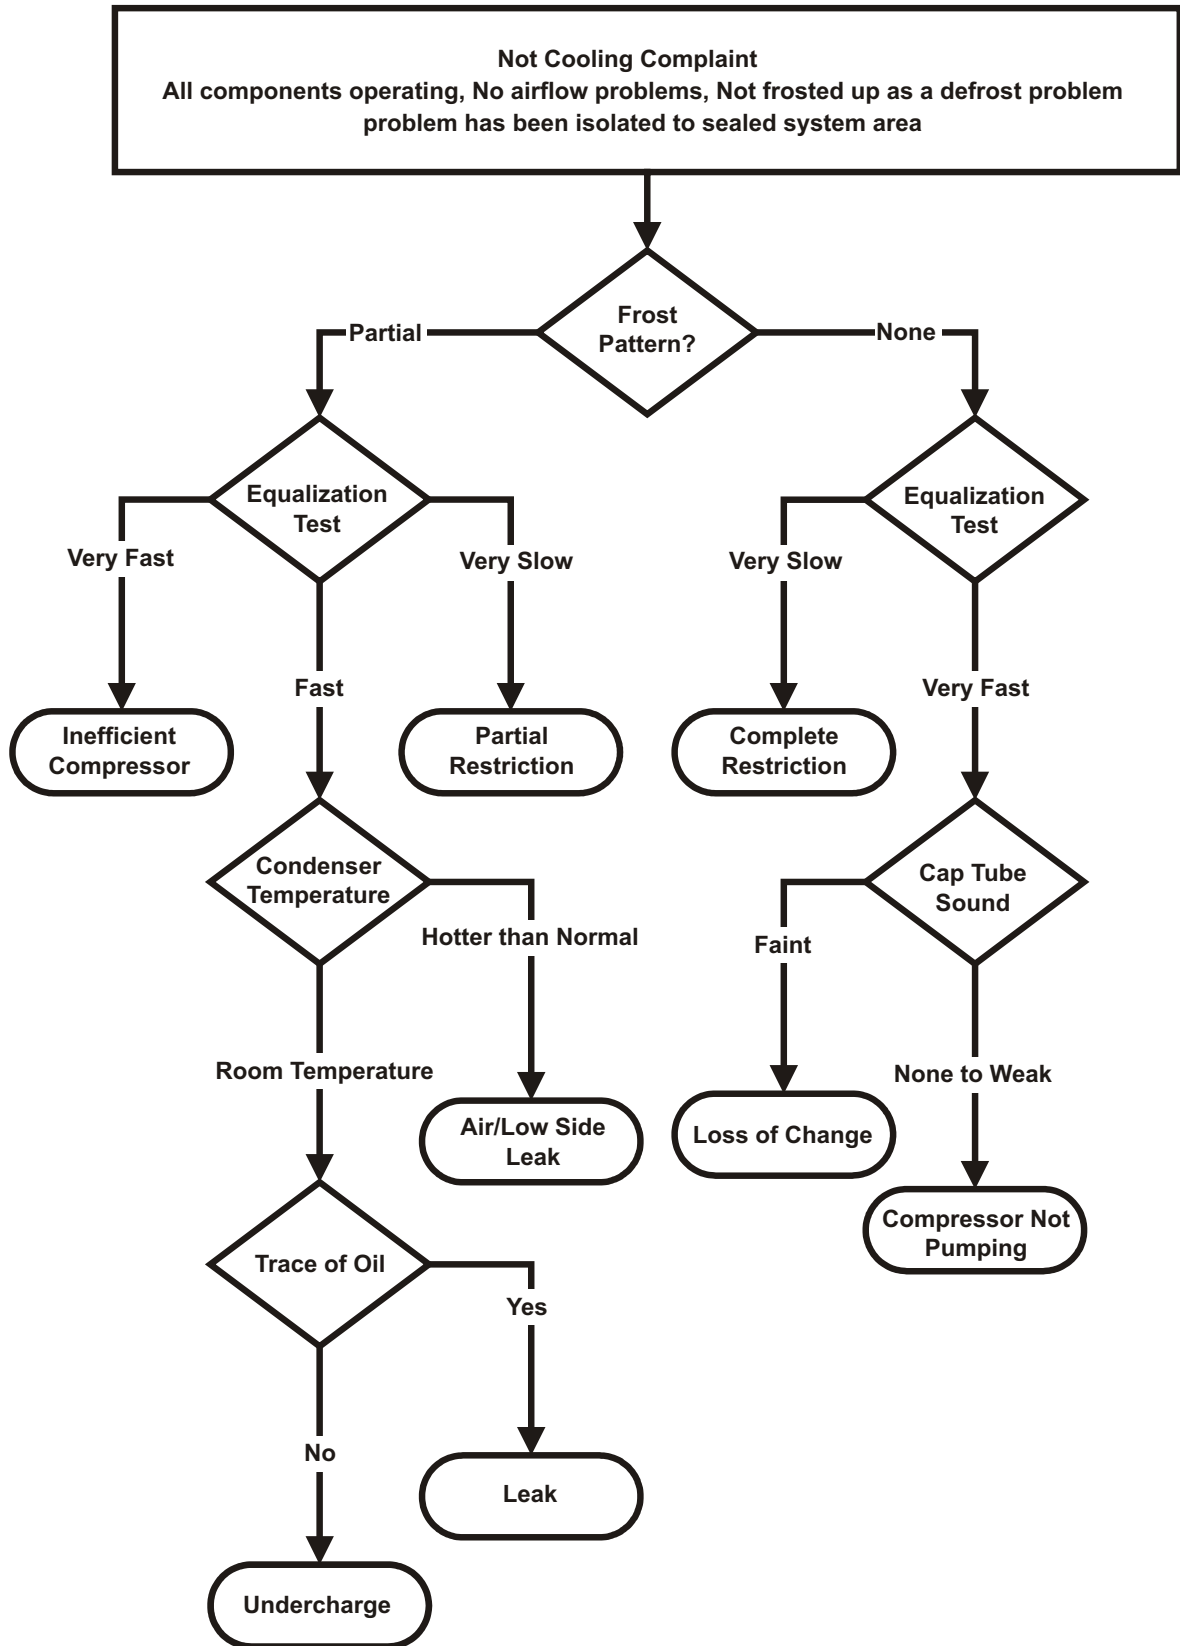 Not Cooling Complaint
All components operating, No airflow problems, Not frosted up as a defrost problem
problem has been isolated to sealed system area
Frost
Pattern?
Partial
None
Equalization
Test
Equalization
Test
Very Fast
Very Slow
Very Slow
Fast
Very Fast
Inefficient
Compressor
Partial
Restriction
Complete
Restriction
Condenser
Temperature
Cap Tube
Sound
Hotter than Normal
Faint
Room Temperature
None to Weak
Air/Low Side
Leak
Loss of Change
Compressor Not
Pumping
Trace of Oil
Yes
No
Leak
Undercharge